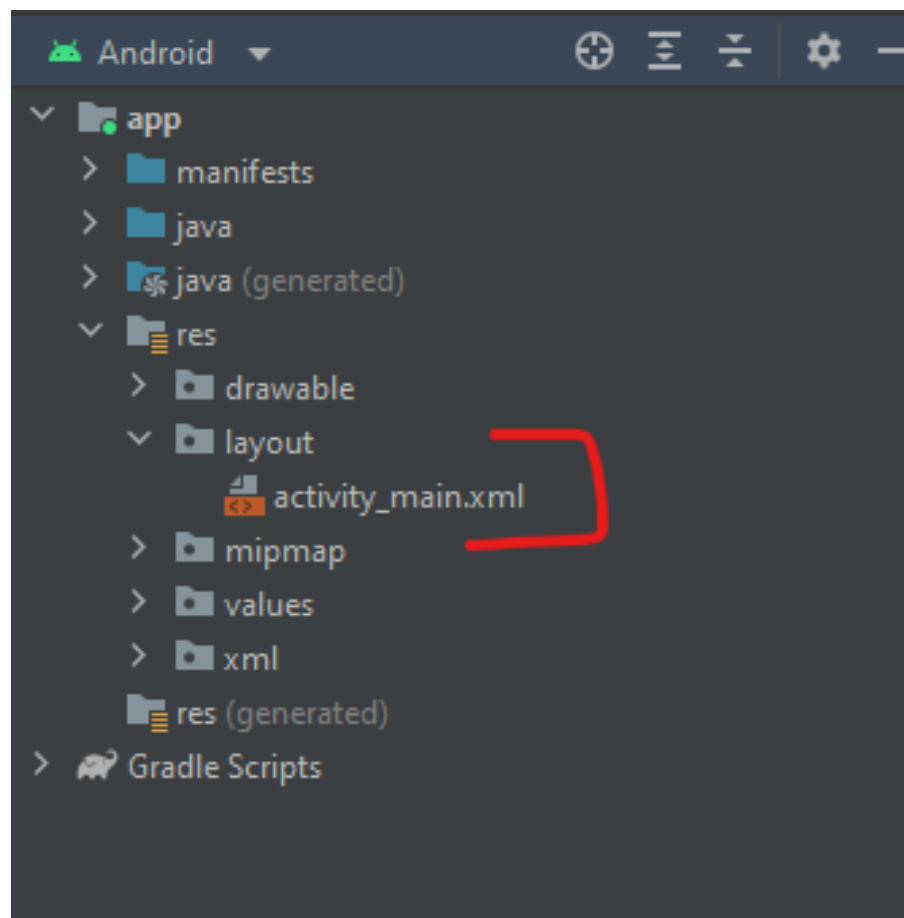 Android
app
manifests
java
java (generated)
res
drawable
layout
activity_main.xml
mipmap
values
xml
res (generated)
Gradle Scripts